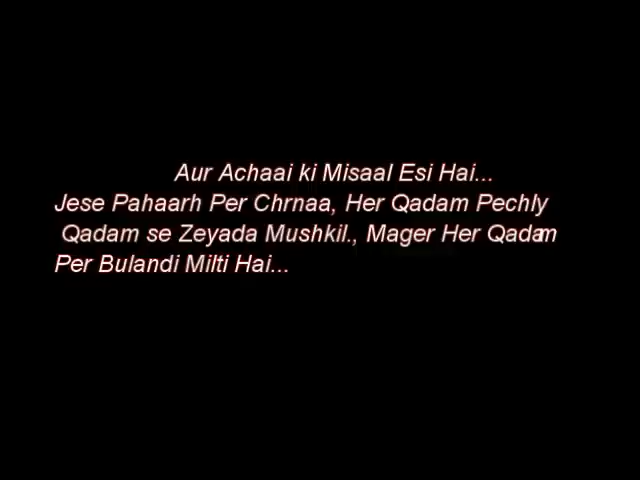 Aur Achaai ki Misaal Esi Hai...
Jese Pahaarh Per Chrnaa, Her Qadam Pechly
Qadam se Zeyada Mushkil., Mager Her Qadam
Per Bulandi Milti Hai...